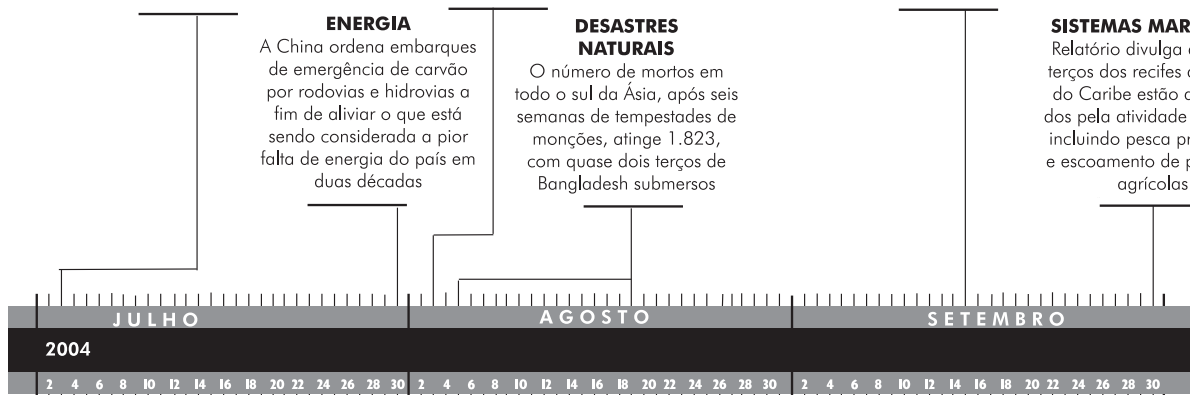 ENERGIA
A China ordena embarques
de emergência de carvão
por rodovias e hidrovias a
fim de aliviar o que está
sendo considerada a pior
falta de energia do país em
duas décadas
DESASTRES
NATURAIS
O número de mortos em
todo o sul da Ásia, após seis
semanas de tempestades de
monções, atinge 1.823,
com quase dois terços de
Bangladesh submersos
SISTEMAS MAR
Relatório divulga
terços dos recifes
do Caribe estão
dos pela atividade
incluindo pesca pr
e escoamento de p
agrícolas
JULHO AGOSTO SETEMBRO
2004
2 4 6 8 10 12 14 16 18 20 22 24 26 28 30 2 4 6 8 10 12 14 16 18 20 22 24 26 28 30 2 4 6 8 10 12 14 16 18 20 22 24 26 28 30